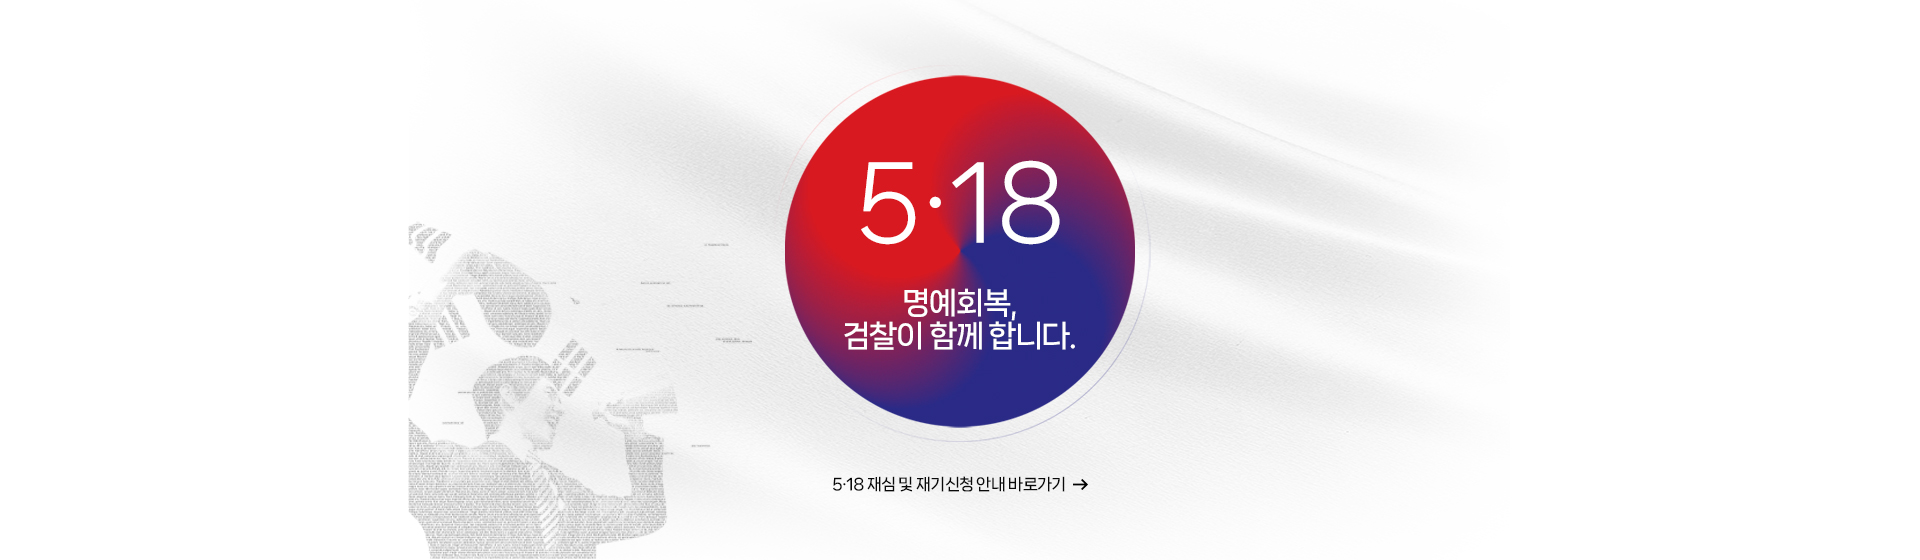 5·18
명예회복,
검찰이 함께 합니다.
5·18 재심 및 재기신청 안내 바로가기 →